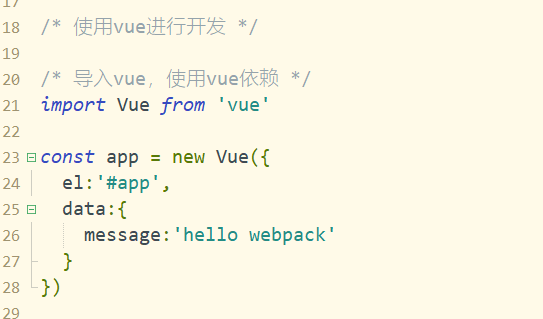 17
18 /* 使用vue进行开发 */
19
20 /* 导入vue，使用vue依赖 */
21 import Vue from 'vue'
22
23 const app = new Vue({
24 el:'#app',
25 data:{
26 message:'hello webpack'
27 }
28 })
29